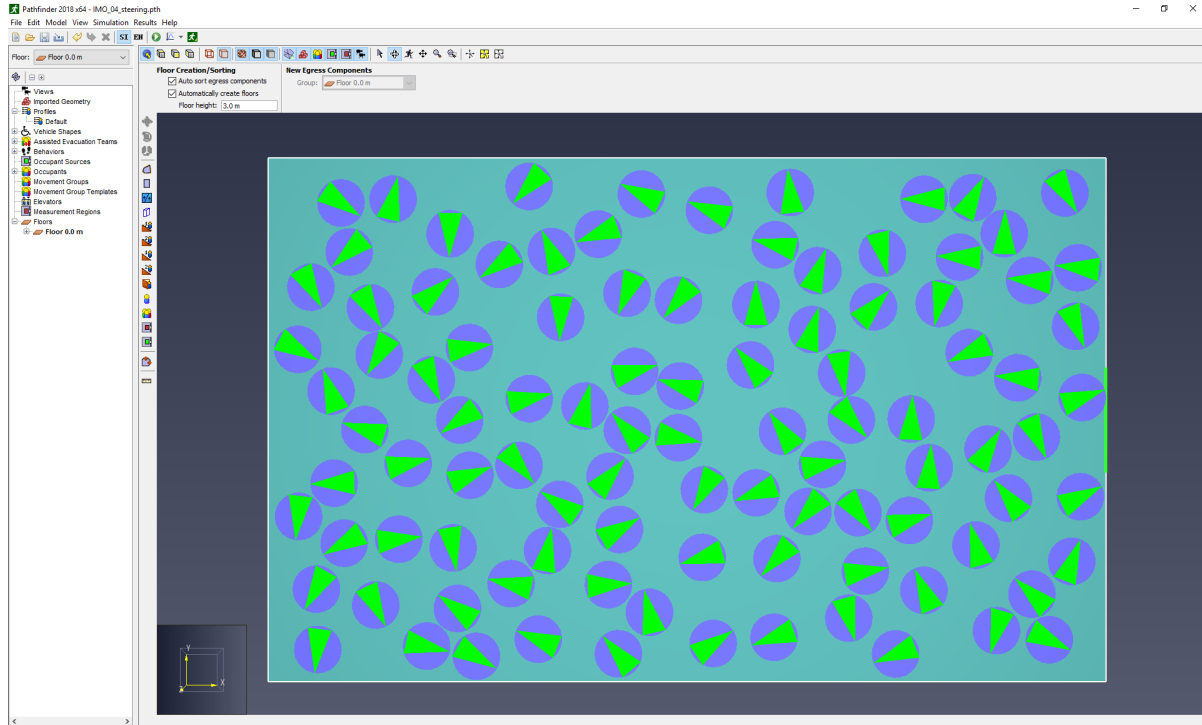 Pathfinder 2018 x64 - IMO_04_steering.pth
File Edit Model View Simulation Results Help
SI EN
Floor: Floor 0.0 m
Views
Imported Geometry
Profiles
Default
Vehicle Shapes
Assisted Evacuation Teams
Behaviors
Occupant Sources
Occupants
Movement Groups
Movement Group Templates
Elevators
Measurement Regions
Floors
Floor 0.0 m
Floor Creation/Sorting
Auto sort egress components
Automatically create floors
Floor height: 3.0 m
New Egress Components
Group: Floor 0.0 m
Y
X
Z